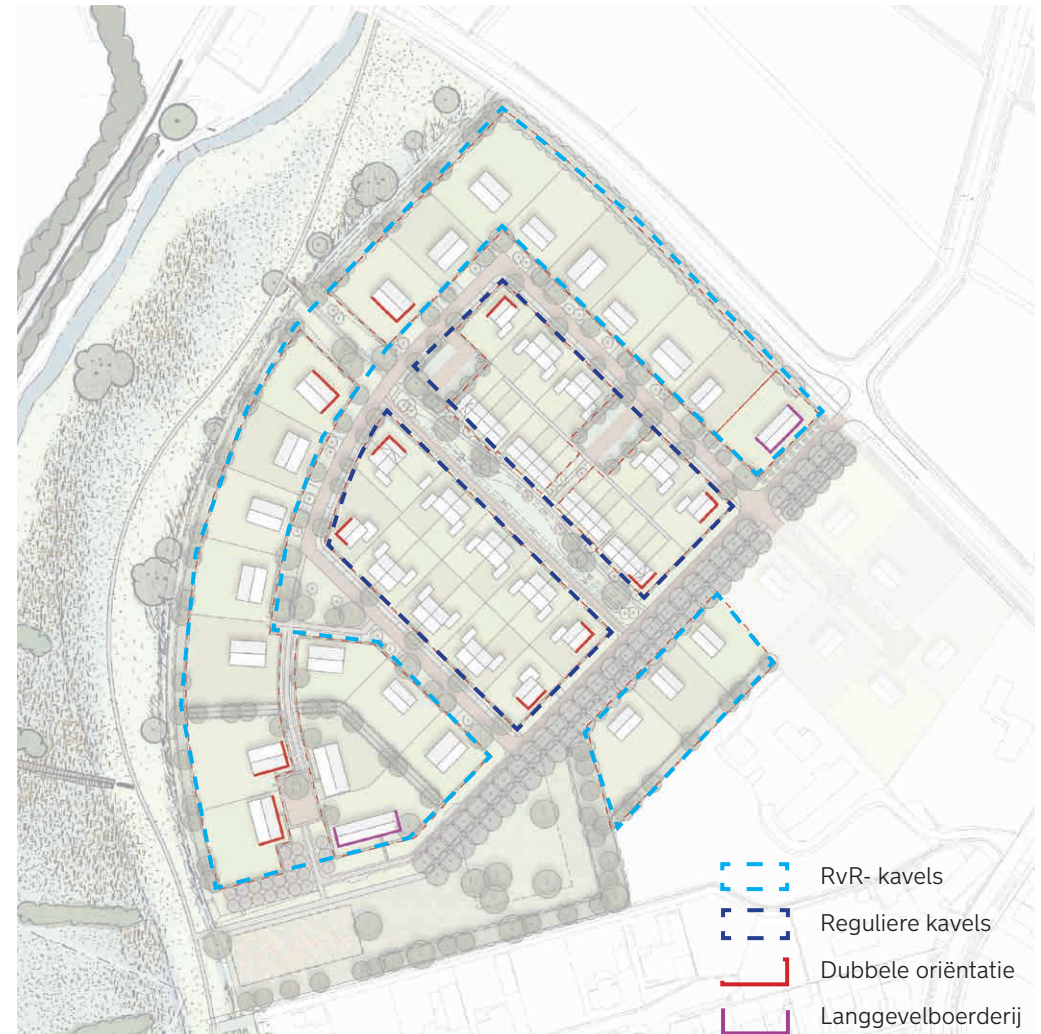 RvR- kavels
Reguliere kavels
Dubbele oriëntatie
Langgevelboerderij